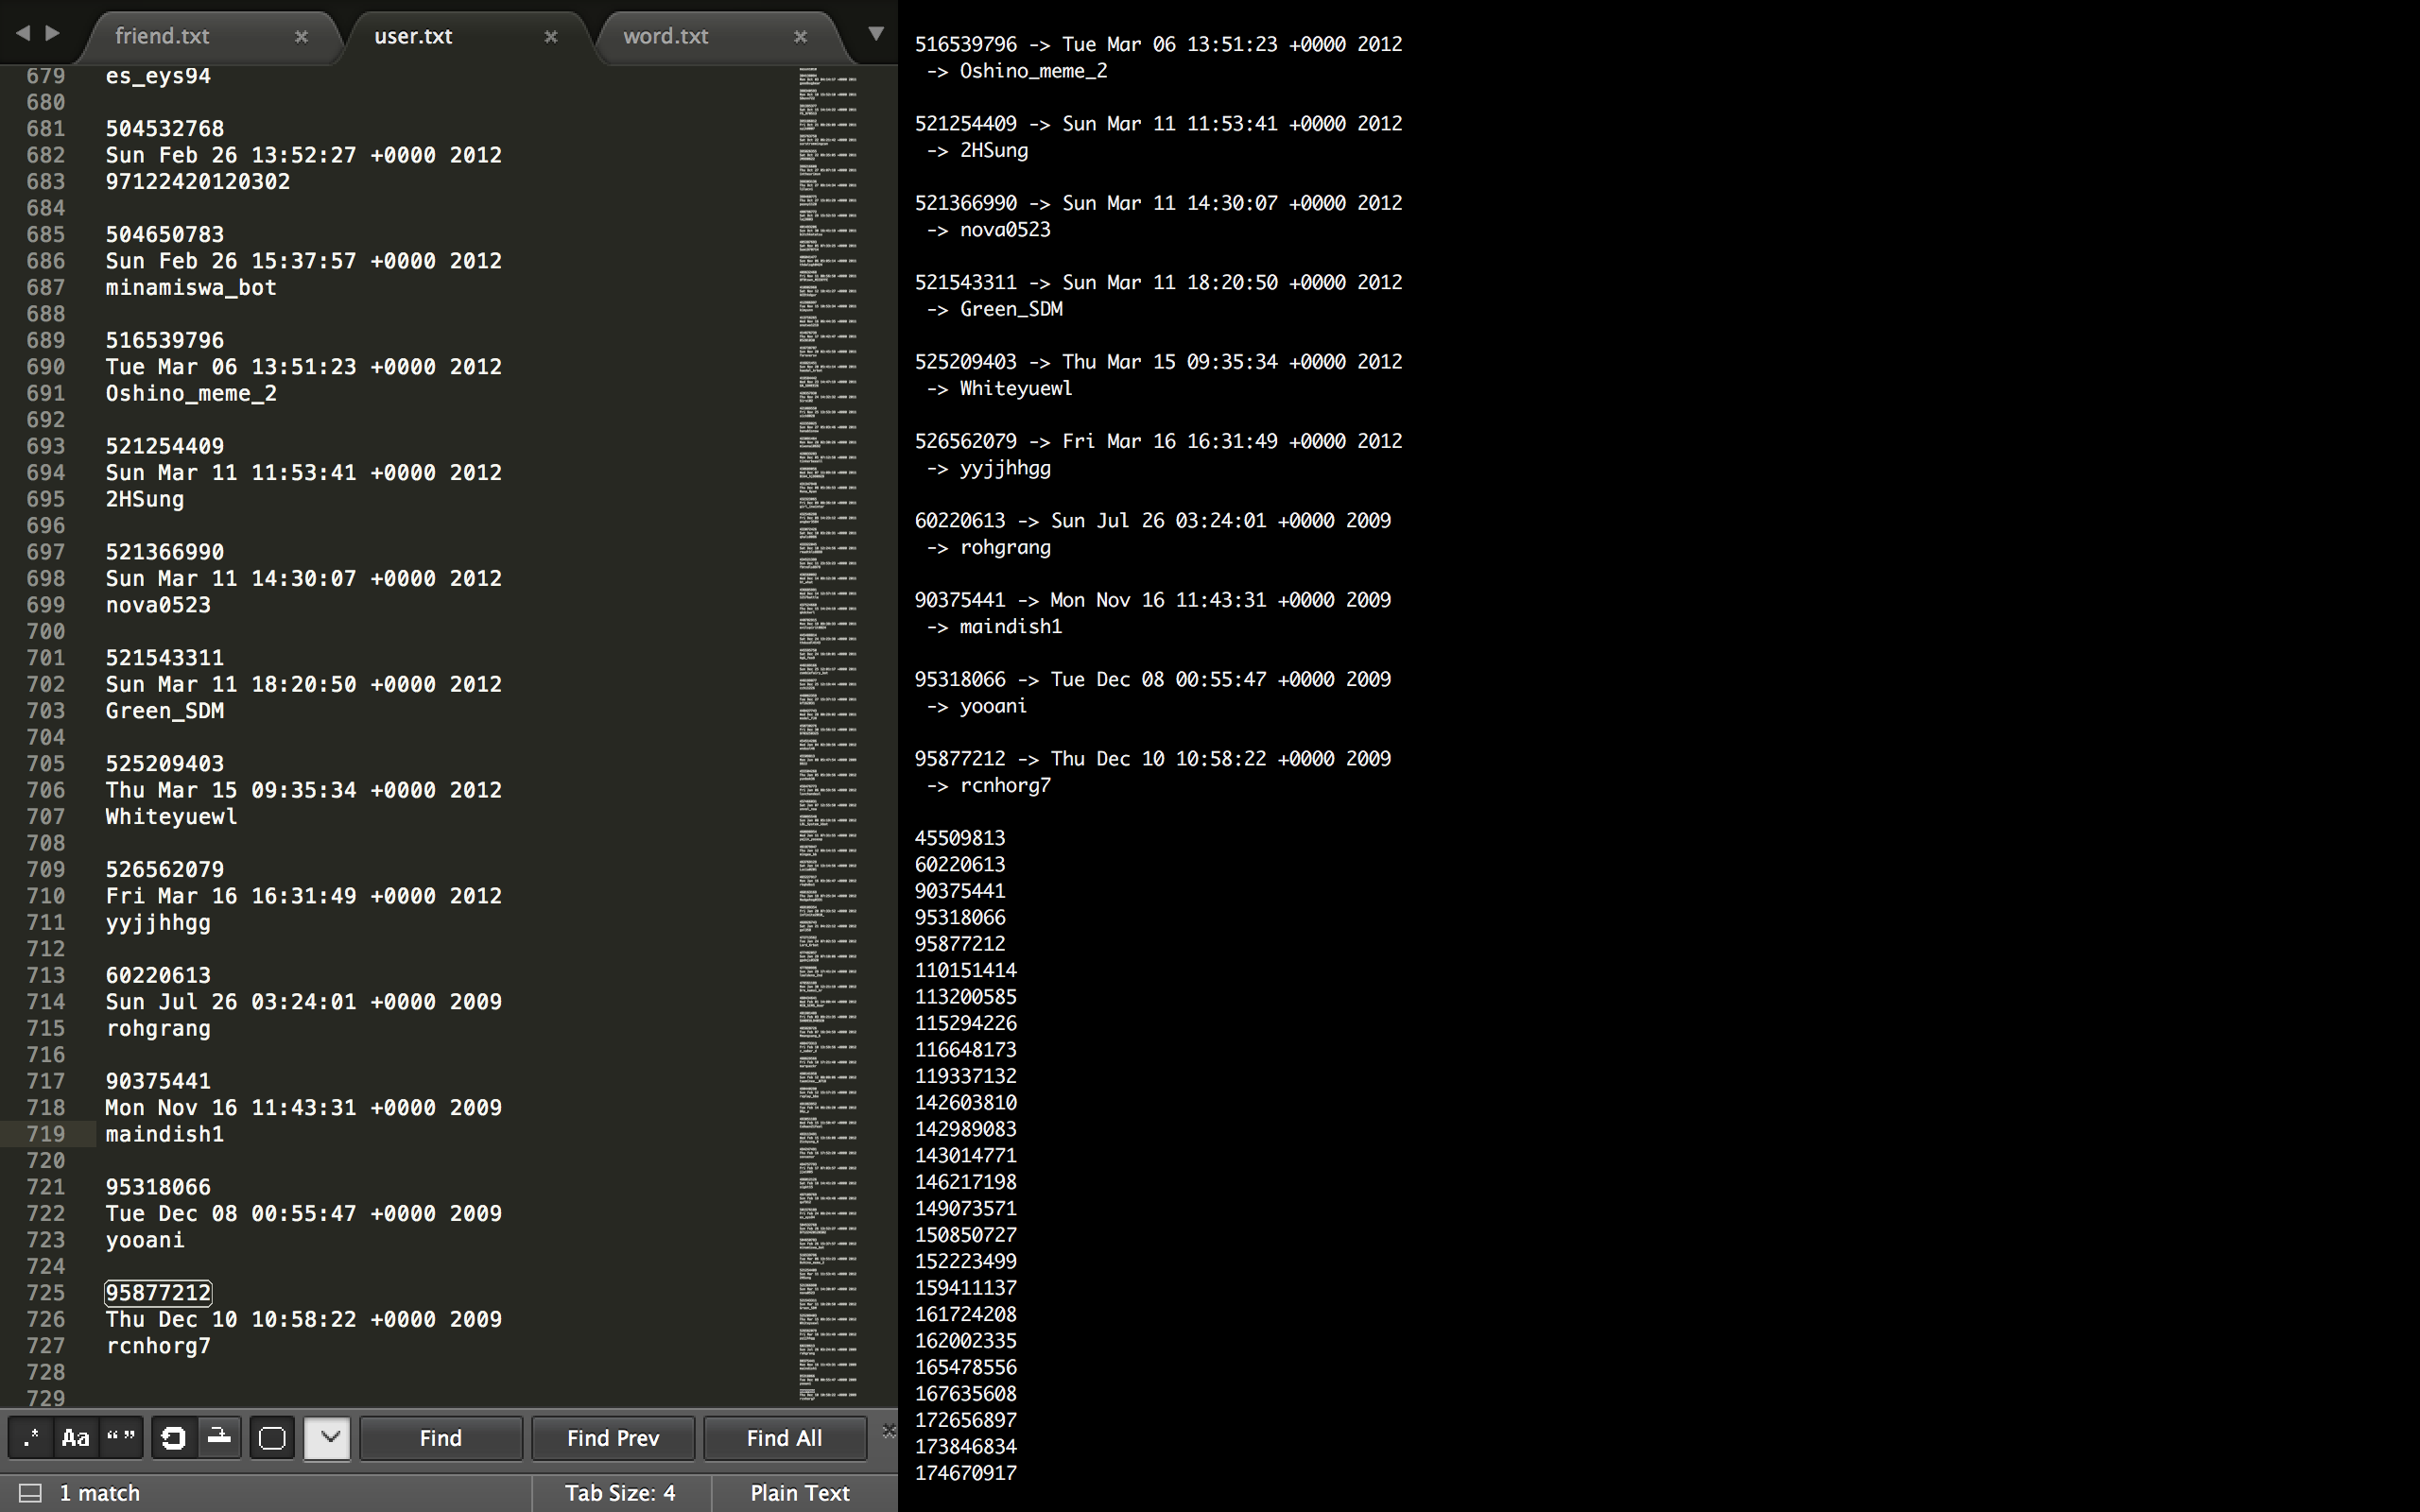 friend.txt
user.txt
word.txt
679 es_eys94
680
681 504532768
682 Sun Feb 26 13:52:27 +0000 2012
683 97122420120302
684
685 504650783
686 Sun Feb 26 15:37:57 +0000 2012
687 minamiswa_bot
688
689 516539796
690 Tue Mar 06 13:51:23 +0000 2012
691 Oshino_meme_2
692
693 521254409
694 Sun Mar 11 11:53:41 +0000 2012
695 2HSung
696
697 521366990
698 Sun Mar 11 14:30:07 +0000 2012
699 nova0523
700
701 521543311
702 Sun Mar 11 18:20:50 +0000 2012
703 Green_SDM
704
705 525209403
706 Thu Mar 15 09:35:34 +0000 2012
707 Whiteyuewl
708
709 526562079
710 Fri Mar 16 16:31:49 +0000 2012
711 yyjjhhgg
712
713 60220613
714 Sun Jul 26 03:24:01 +0000 2009
715 rohgrang
716
717 90375441
718 Mon Nov 16 11:43:31 +0000 2009
719 maindish1
720
721 95318066
722 Tue Dec 08 00:55:47 +0000 2009
723 yooani
724
725 95877212
726 Thu Dec 10 10:58:22 +0000 2009
727 rcnhorg7
728
729
.* Aa “ ”
Find
Find Prev
Find All
1 match
Tab Size: 4
Plain Text
516539796 -> Tue Mar 06 13:51:23 +0000 2012
-> Oshino_meme_2
521254409 -> Sun Mar 11 11:53:41 +0000 2012
-> 2HSung
521366990 -> Sun Mar 11 14:30:07 +0000 2012
-> nova0523
521543311 -> Sun Mar 11 18:20:50 +0000 2012
-> Green_SDM
525209403 -> Thu Mar 15 09:35:34 +0000 2012
-> Whiteyuewl
526562079 -> Fri Mar 16 16:31:49 +0000 2012
-> yyjjhhgg
60220613 -> Sun Jul 26 03:24:01 +0000 2009
-> rohgrang
90375441 -> Mon Nov 16 11:43:31 +0000 2009
-> maindish1
95318066 -> Tue Dec 08 00:55:47 +0000 2009
-> yooani
95877212 -> Thu Dec 10 10:58:22 +0000 2009
-> rcnhorg7
45509813
60220613
90375441
95318066
95877212
110151414
113200585
115294226
116648173
119337132
142603810
142989083
143014771
146217198
149073571
150850727
152223499
159411137
161724208
162002335
165478556
167635608
172656897
173846834
174670917